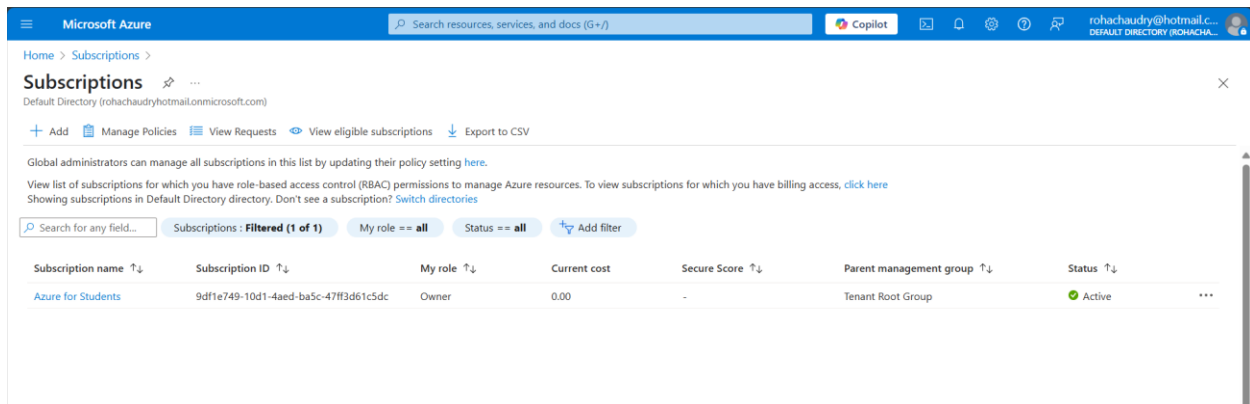 Microsoft Azure
Search resources, services, and docs (G+/)
Copilot
rohachaudry@hotmail.c...
DEFAULT DIRECTORY (ROHACHA...
Home > Subscriptions >
Subscriptions
...
Default Directory (rohachaudryhotmail.onmicrosoft.com)
+ Add Manage Policies View Requests View eligible subscriptions Export to CSV
Global administrators can manage all subscriptions in this list by updating their policy setting here.
View list of subscriptions for which you have role-based access control (RBAC) permissions to manage Azure resources. To view subscriptions for which you have billing access, click here
Showing subscriptions in Default Directory directory. Don't see a subscription? Switch directories
Search for any field... Subscriptions : Filtered (1 of 1) My role == all Status == all Add filter
Subscription name ↑↓ Subscription ID ↑↓ My role ↑↓ Current cost Secure Score ↑↓ Parent management group ↑↓ Status ↑↓
Azure for Students 9df1e749-10d1-4aed-ba5c-47ff3d61c5dc Owner 0.00 - Tenant Root Group Active ...